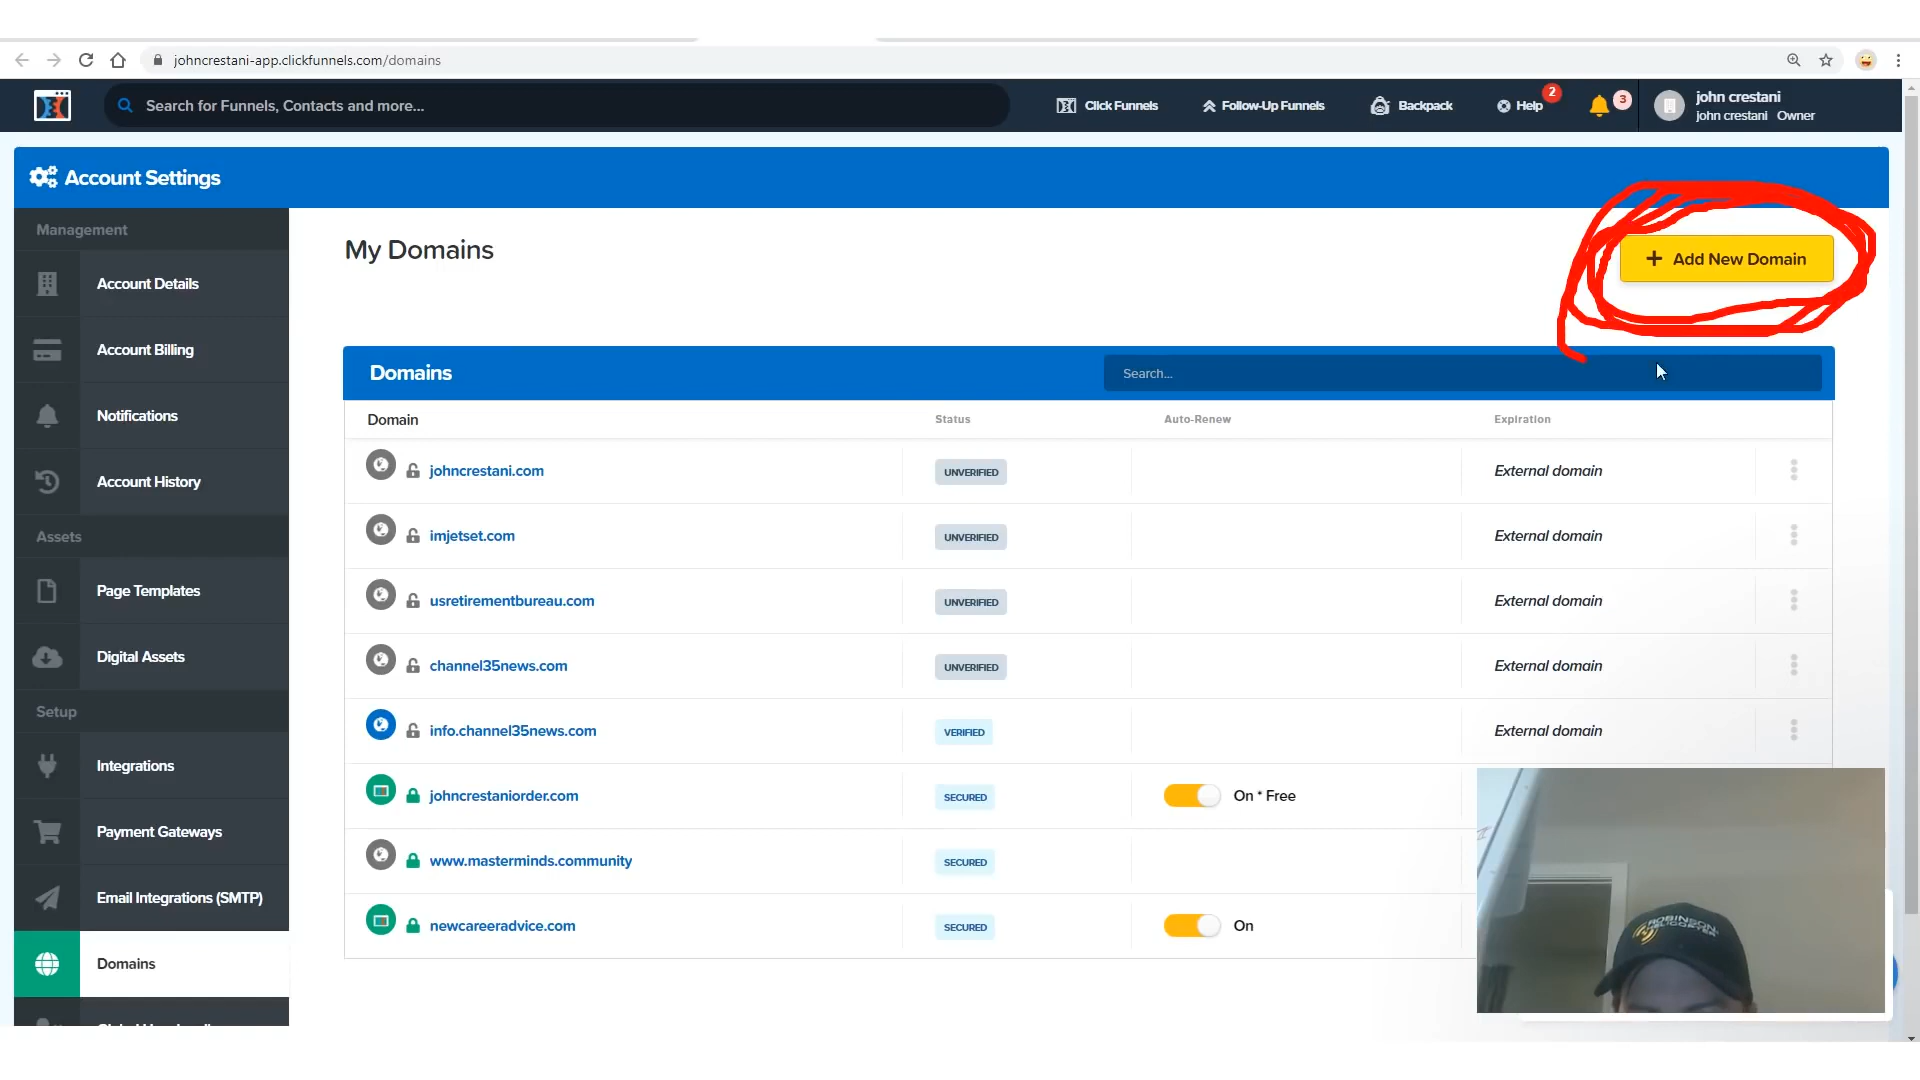 johncrestani-app.clickfunnels.com/domains
Search for Funnels, Contacts and more...
Click Funnels
Follow-Up Funnels
Backpack
Help
2
3
john crestani
john crestani Owner
Account Settings
Management
Account Details
Account Billing
Notifications
Account History
Assets
Page Templates
Digital Assets
Setup
Integrations
Payment Gateways
Email Integrations (SMTP)
Domains
My Domains
+ Add New Domain
Domains
Search...
Domain Status Auto-Renew Expiration
johncrestani.com UNVERIFIED External domain
imjetset.com UNVERIFIED External domain
usretirementbureau.com UNVERIFIED External domain
channel35news.com UNVERIFIED External domain
info.channel35news.com VERIFIED External domain
johncrestaniorder.com SECURED On * Free
www.masterminds.community SECURED
newcareeradvice.com SECURED On
ROBINSON
HELICOPTER